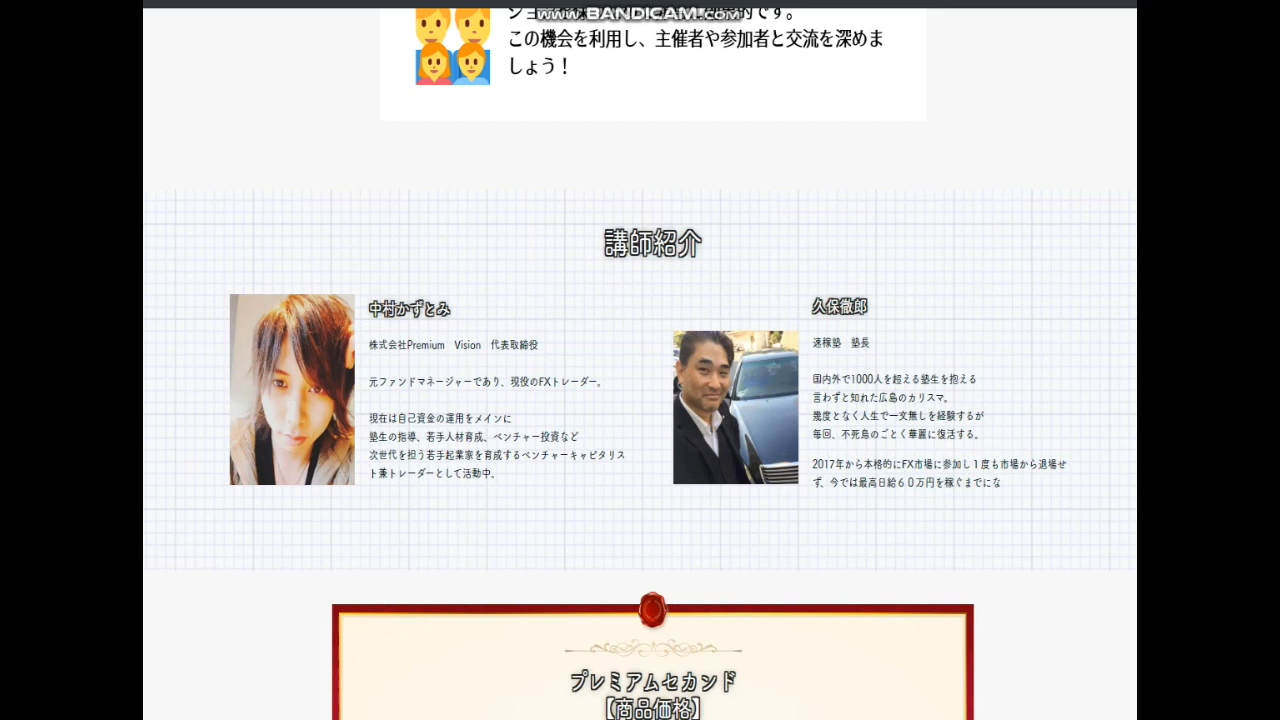 www.BANDICAM.com
この機会を利用し、主催者や参加者と交流を深めま
しょう！
講師紹介
中村かずとみ
株式会社Premium Vision 代表取締役
元ファンドマネージャーであり、現役のFXトレーダー。
現在は自己資金の運用をメインに
塾生の指導、若手人材育成、ベンチャー投資など
次世代を担う若手起業家を育成するベンチャーキャピタリス
ト兼トレーダーとして活動中。
久保徹郎
速稼塾 塾長
国内外で1000人を超える塾生を抱える
言わずと知れた広島のカリスマ。
幾度となく人生で一文無しを経験するが
毎回、不死鳥のごとく華麗に復活する。
2017年から本格的にFX市場に参加し１度も市場から退場せ
ず、今では最高日給６０万円を稼ぐまでにな
プレミアムセカンド
【商品価格】